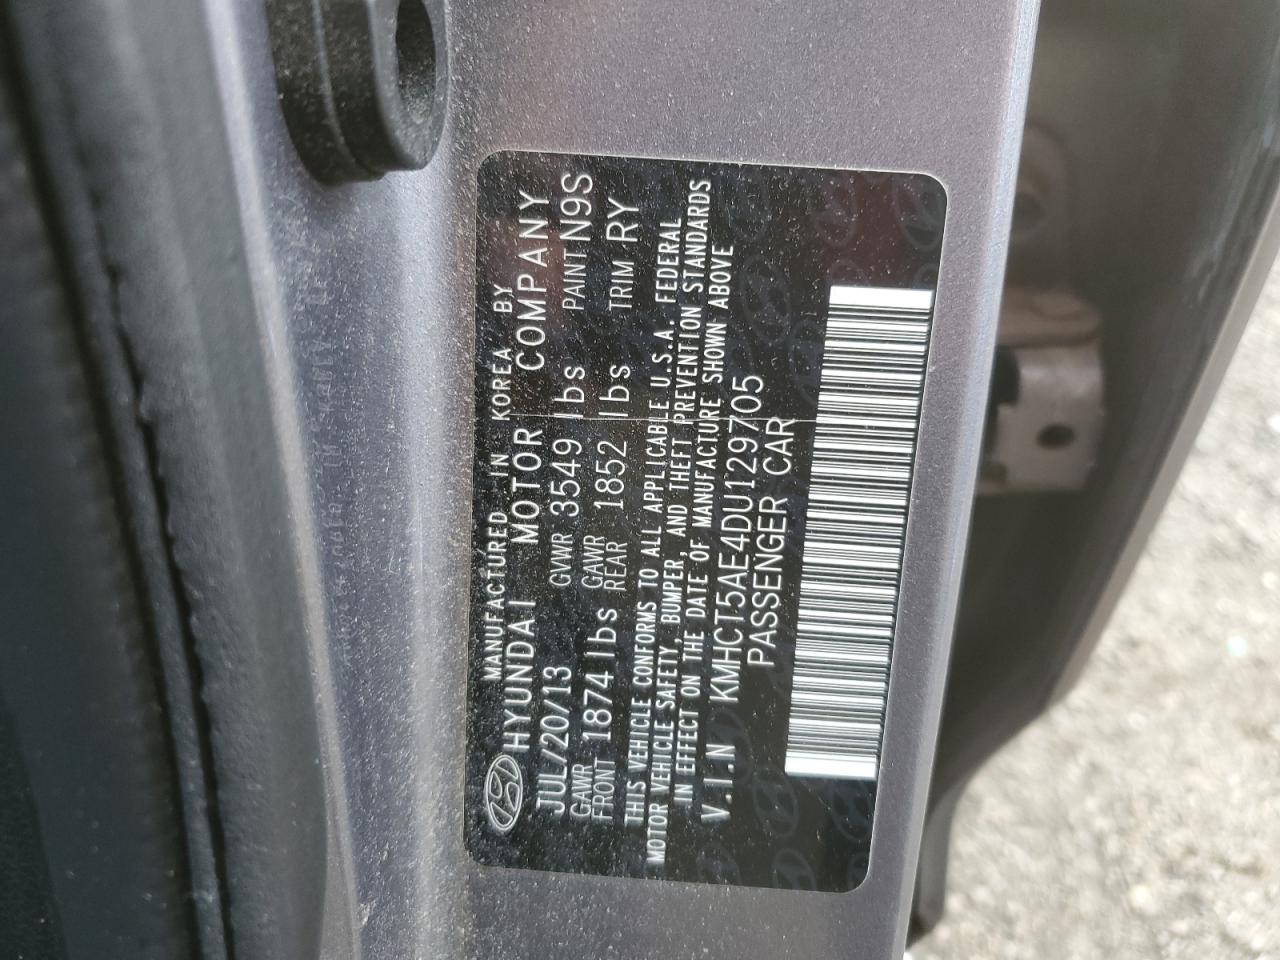 MANUFACTURED IN KOREA BY
HYUNDAI MOTOR COMPANY
JUL/20/13 GVWR 3549 lbs PAINT N9S
GAWR FRONT 1874 lbs GAWR REAR 1852 lbs TRIM RY
THIS VEHICLE CONFORMS TO ALL APPLICABLE U.S.A. FEDERAL
MOTOR VEHICLE SAFETY, BUMPER, AND THEFT PREVENTION STANDARDS
IN EFFECT ON THE DATE OF MANUFACTURE SHOWN ABOVE
V.I.N KMHCT5AE4DU129705
PASSENGER CAR